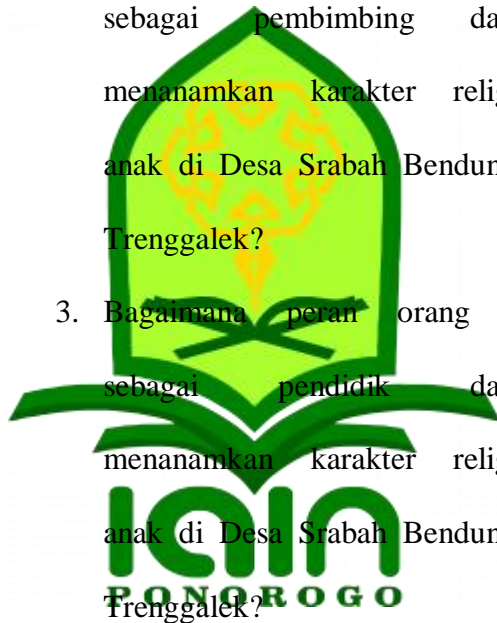 sebagai pembimbing da
menanamkan karakter relig
anak di Desa Srabah Bendun
Trenggalek?
3. Bagaimana peran orang
sebagai pendidik da
menanamkan karakter relig
anak di Desa Srabah Bendun
Trenggalek?
IAIN
PONOROGO